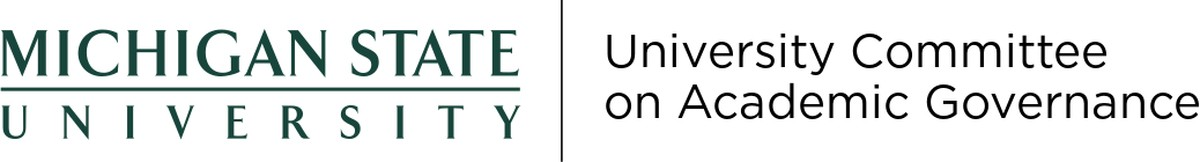 MICHIGAN STATE
UNIVERSITY
University Committee
on Academic Governance